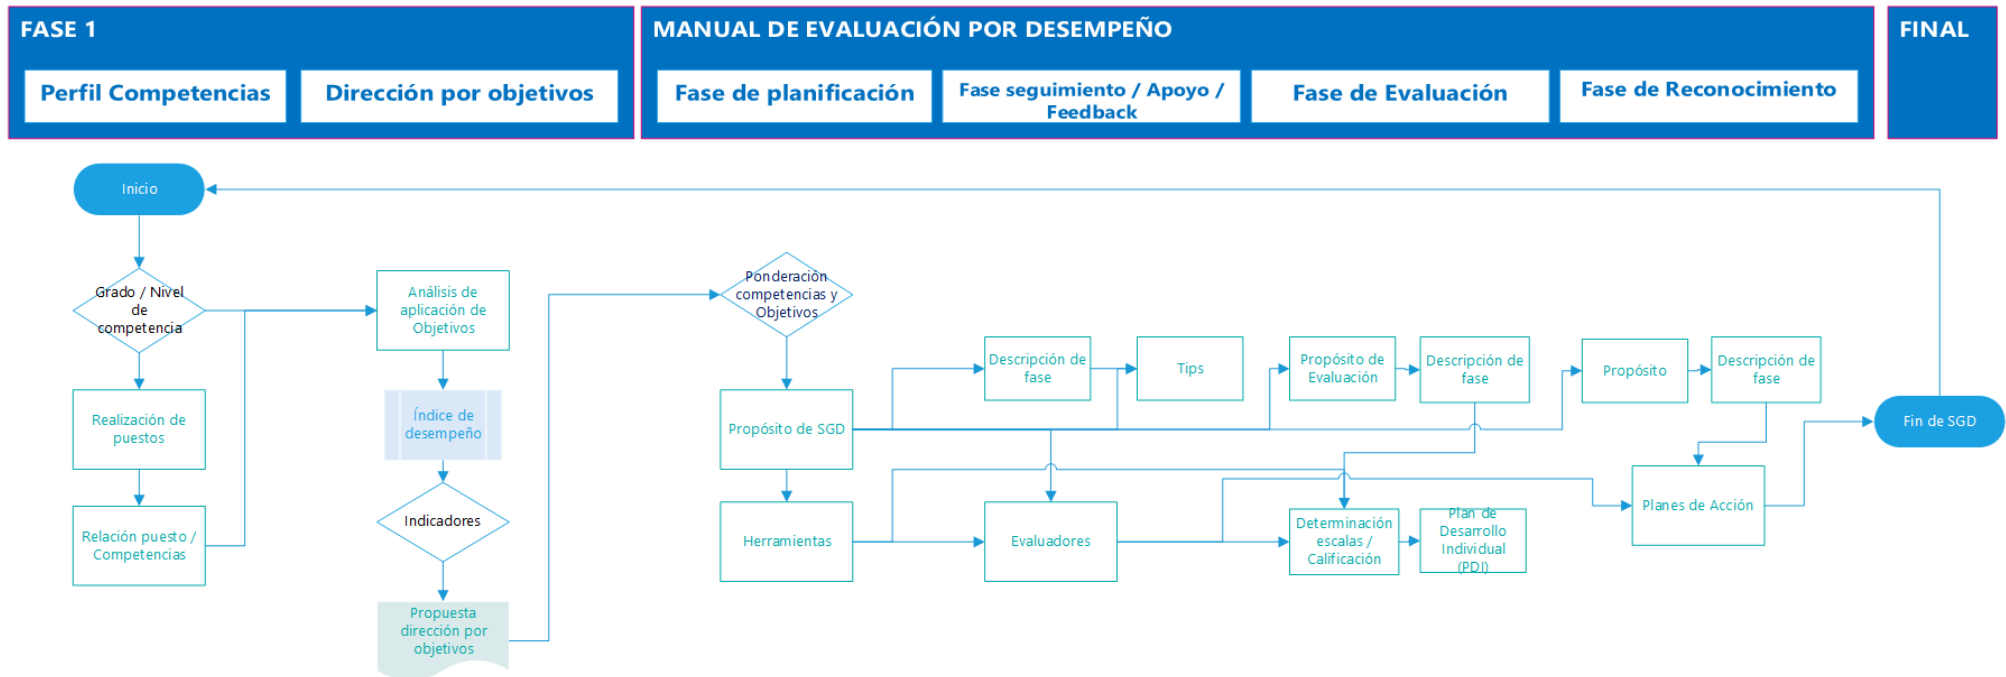 FASE 1
MANUAL DE EVALUACIÓN POR DESEMPEÑO
FINAL
Perfil Competencias
Dirección por objetivos
Fase de planificación
Fase seguimiento / Apoyo /
Feedback
Fase de Evaluación
Fase de Reconocimiento
Inicio
Grado / Nivel
de
competencia
Realización de
puestos
Relación puesto /
Competencias
Análisis de
aplicación de
Objetivos
Índice de
desempeño
Indicadores
Propuesta
dirección por
objetivos
Ponderación
competencias y
Objetivos
Propósito de SGD
Herramientas
Descripción de
fase
Tips
Evaluadores
Propósito de
Evaluación
Descripción de
fase
Determinación
escalas /
Calificación
Plan de
Desarrollo
Individual
(PDI)
Propósito
Descripción de
fase
Planes de Acción
Fin de SGD